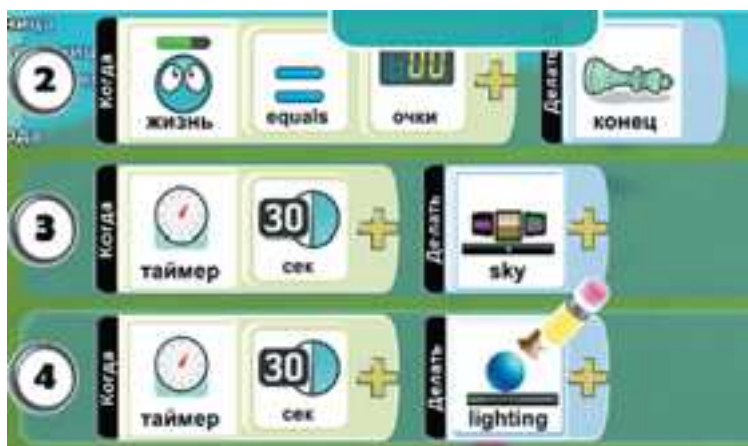 2
Когда
жизнь
equals
очки
Делать
конец
3
Когда
30
таймер
сек
Делать
sky
4
Когда
30
таймер
сек
Делать
lighting